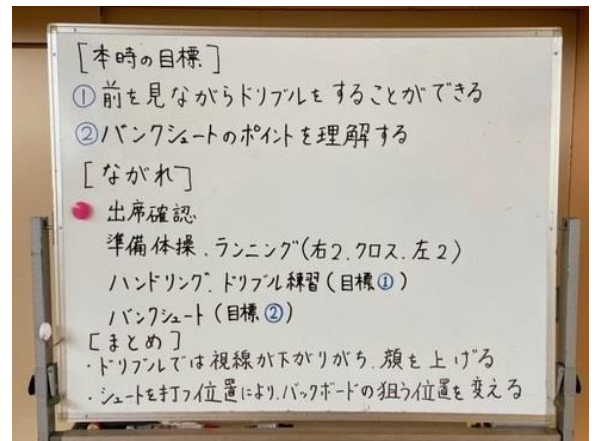 [本時の目標]
①前を見ながらドリブルをすることができる
②バンクシュートのポイントを理解する
[ながれ]
出席確認
準備体操、ランニング(右2、クロス、左2)
ハンドリング、ドリブル練習(目標①)
バンクシュート(目標②)
[まとめ]
・ドリブルでは視線が下がりがち、顔を上げる
・シュートを打つ位置により、バックボードの狙う位置を変える